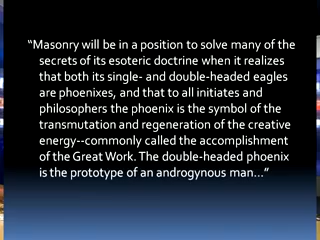 “Masonry will be in a position to solve many of the
secrets of its esoteric doctrine when it realizes
that both its single- and double-headed eagles
are phoenixes, and that to all initiates and
philosophers the phoenix is the symbol of the
transmutation and regeneration of the creative
energy--commonly called the accomplishment
of the Great Work. The double-headed phoenix
is the prototype of an androgynous man...”